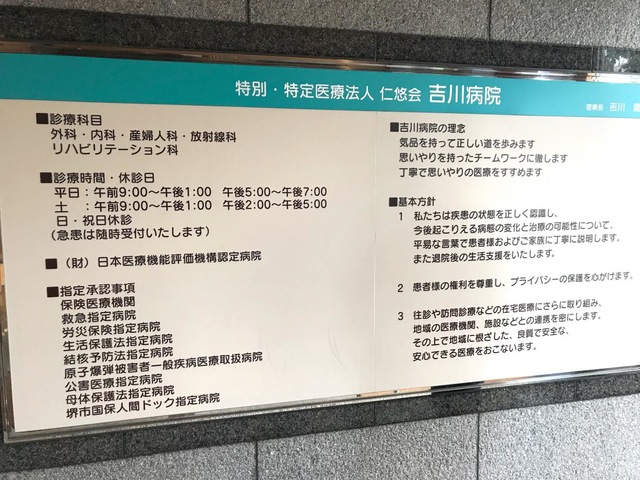 特別・特定医療法人 仁悠会 吉川病院
理事長 吉川
■診療科目
外科・内科・産婦人科・放射線科
リハビリテーション科
■診療時間・休診日
平日：午前9:00〜午後1:00 午後5:00〜午後7:00
土 ：午前9:00〜午後1:00 午後2:00〜午後5:00
日・祝日休診
(急患は随時受付いたします)
■（財）日本医療機能評価機構認定病院
■指定承認事項
保険医療機関
救急指定病院
労災保険指定病院
生活保護法指定病院
結核予防法指定病院
原子爆弾被害者一般疾病医療取扱病院
公害医療指定病院
母体保護法指定病院
堺市国保人間ドック指定病院
■吉川病院の理念
気品を持って正しい道を歩みます
思いやりを持ったチームワークに徹します
丁寧で思いやりの医療をすすめます
■基本方針
1 私たちは疾患の状態を正しく認識し、
今後起こりえる病態の変化と治療の可能性について、
平易な言葉で患者様およびご家族に丁寧に説明します。
また退院後の生活支援をいたします。
2 患者様の権利を尊重し、プライバシーの保護を心がけます。
3 往診や訪問診療などの在宅医療にさらに取り組み、
地域の医療機関、施設などとの連携を密にします。
その上で地域に根ざした、良質で安全な、
安心できる医療をおこないます。